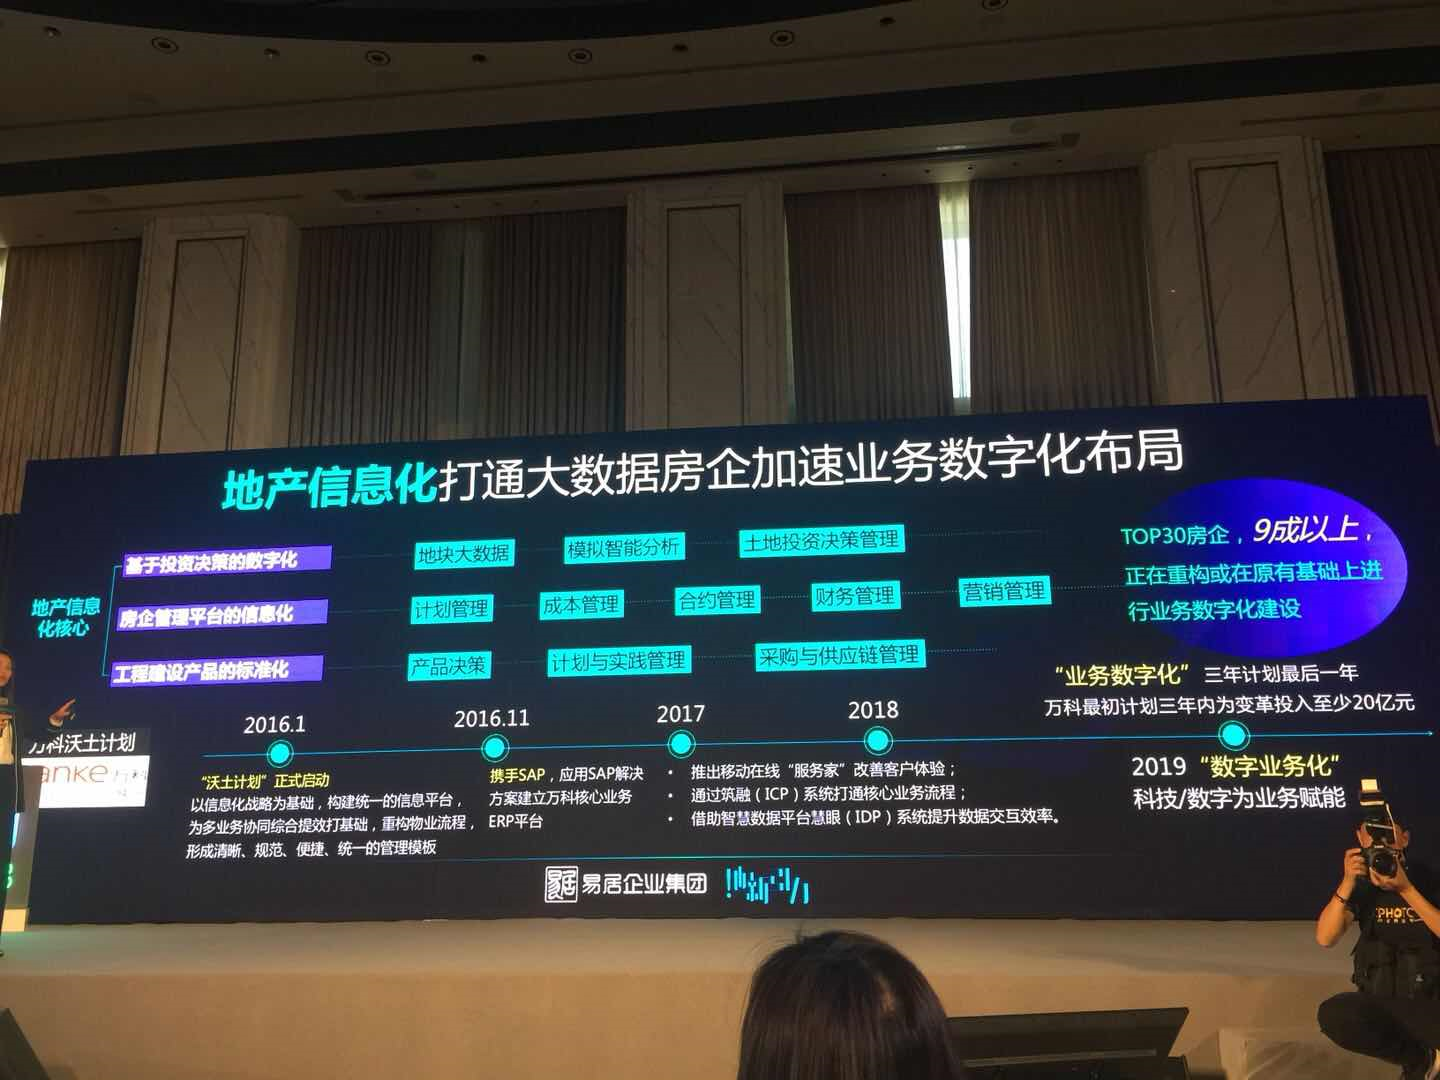 地产信息化打通大数据房企加速业务数字化布局
地产信息
化核心
基于投资决策的数字化
地块大数据
模拟智能分析
土地投资决策管理
房企管理平台的信息化
计划管理
成本管理
合约管理
财务管理
营销管理
工程建设产品的标准化
产品决策
计划与实践管理
采购与供应链管理
TOP30房企，9成以上，
正在重构或在原有基础上进
行业务数字化建设
“业务数字化” 三年计划最后一年
万科最初计划三年内为变革投入至少20亿元
2016.1
2016.11
2017
2018
万科沃土计划
anke万科
“沃土计划”正式启动
以信息化战略为基础，构建统一的信息平台，
为多业务协同综合提效打基础，重构物业流程，
形成清晰、规范、便捷、统一的管理模板
携手SAP，应用SAP解决
方案建立万科核心业务
ERP平台
• 推出移动在线“服务家”改善客户体验；
• 通过筑融（ICP）系统打通核心业务流程；
• 借助智慧数据平台慧眼（IDP）系统提升数据交互效率。
2019 “数字业务化”
科技/数字为业务赋能
易居企业集团
PHOTO